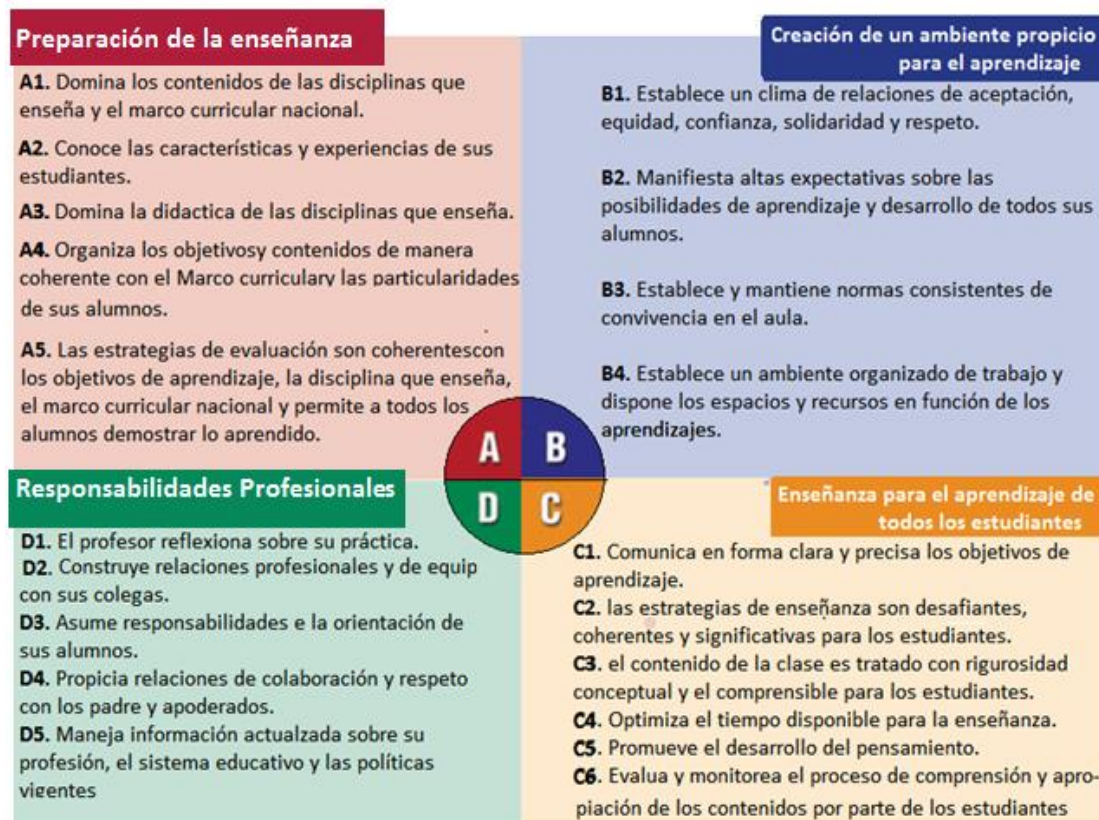 Preparación de la enseñanza
A1. Domina los contenidos de las disciplinas que
enseña y el marco curricular nacional.
A2. Conoce las características y experiencias de sus
estudiantes.
A3. Domina la didactica de las disciplinas que enseña.
A4. Organiza los objetivosy contenidos de manera
coherente con el Marco curriculary las particularidades
de sus alumnos.
A5. Las estrategias de evaluación son coherentescon
los objetivos de aprendizaje, la disciplina que enseña,
el marco curricular nacional y permite a todos los
alumnos demostrar lo aprendido.
Creación de un ambiente propicio
para el aprendizaje
B1. Establece un clima de relaciones de aceptación,
equidad, confianza, solidaridad y respeto.
B2. Manifiesta altas expectativas sobre las
posibilidades de aprendizaje y desarrollo de todos sus
alumnos.
B3. Establece y mantiene normas consistentes de
convivencia en el aula.
B4. Establece un ambiente organizado de trabajo y
dispone los espacios y recursos en función de los
aprendizajes.
A B
D C
Responsabilidades Profesionales
D1. El profesor reflexiona sobre su práctica.
D2. Construye relaciones profesionales y de equip
con sus colegas.
D3. Asume responsabilidades e la orientación de
sus alumnos.
D4. Propicia relaciones de colaboración y respeto
con los padre y apoderados.
D5. Maneja información actualzada sobre su
profesión, el sistema educativo y las políticas
vigentes
Enseñanza para el aprendizaje de
todos los estudiantes
C1. Comunica en forma clara y precisa los objetivos de
aprendizaje.
C2. las estrategias de enseñanza son desafiantes,
coherentes y significativas para los estudiantes.
C3. el contenido de la clase es tratado con rigurosidad
conceptual y el comprensible para los estudiantes.
C4. Optimiza el tiempo disponible para la enseñanza.
C5. Promueve el desarrollo del pensamiento.
C6. Evalua y monitorea el proceso de comprensión y apro-
piación de los contenidos por parte de los estudiantes